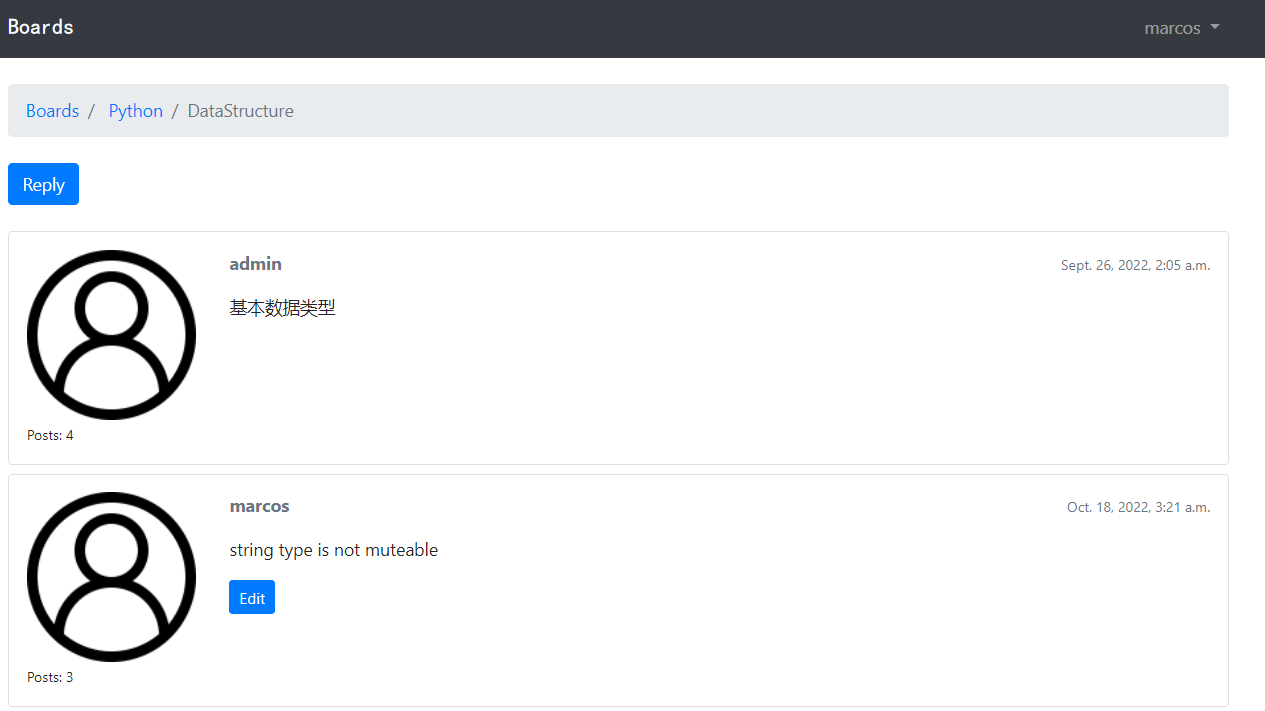 Boards
marcos
Boards / Python / DataStructure
Reply
admin
Sept. 26, 2022, 2:05 a.m.
基本数据类型
Posts: 4
marcos
Oct. 18, 2022, 3:21 a.m.
string type is not muteable
Edit
Posts: 3